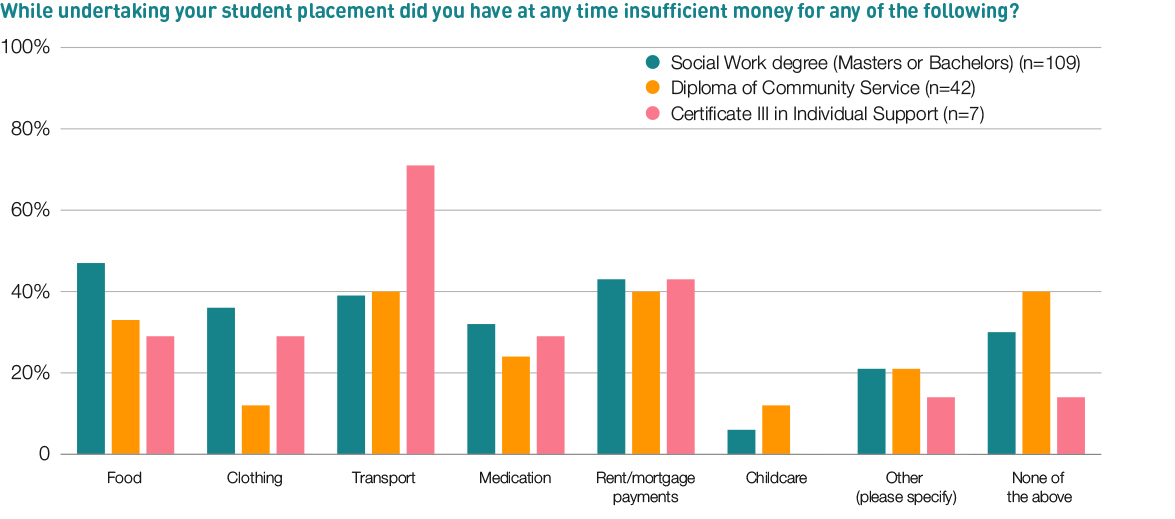 While undertaking your student placement did you have at any time insufficient money for any of the following?
100%
Social Work degree (Masters or Bachelors) (n=109)
Diploma of Community Service (n=42)
Certificate III in Individual Support (n=7)
80%
60%
40%
20%
0
Food
Clothing
Transport
Medication
Rent/mortgage
payments
Childcare
Other
(please specify)
None of
the above